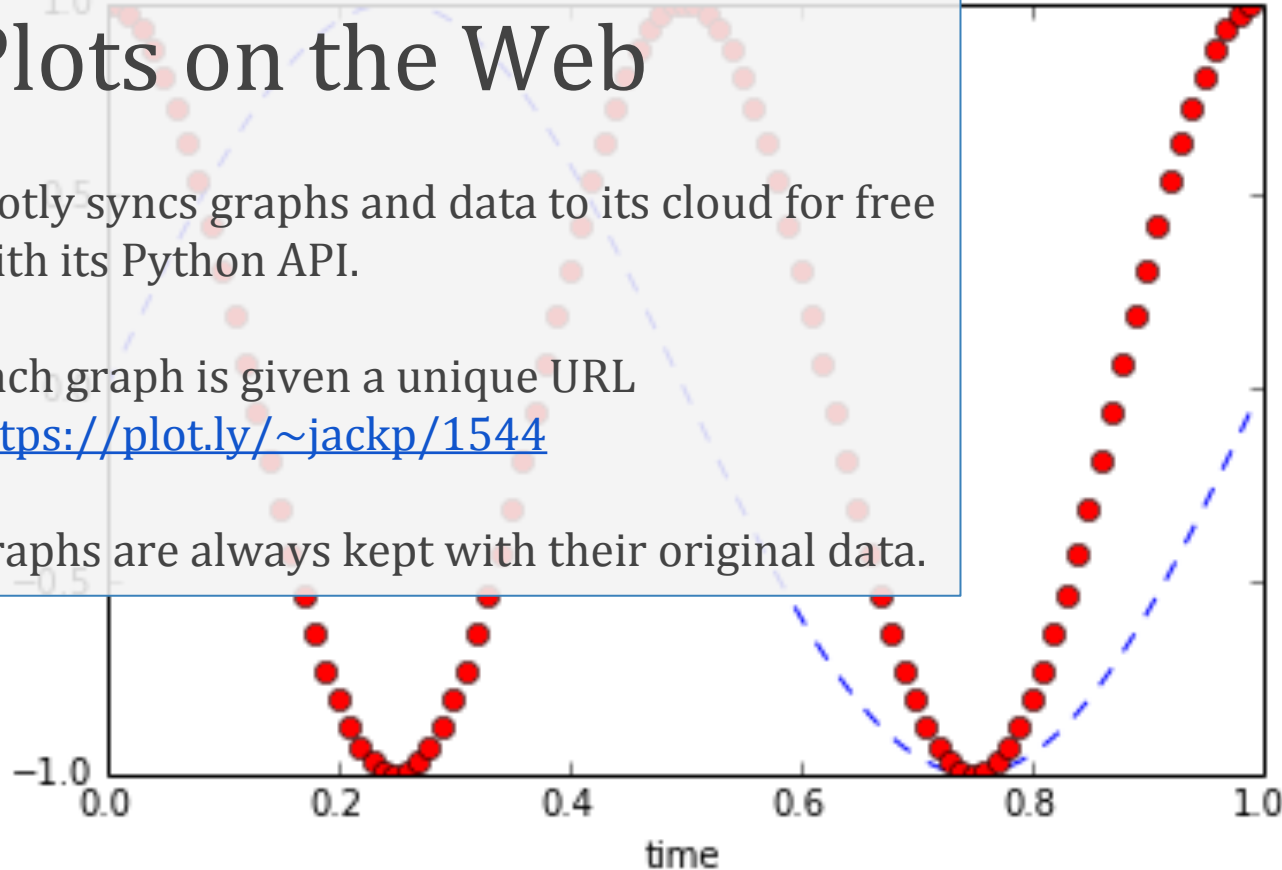 1.0
Plots on the Web
0.5
otly syncs graphs and data to its cloud for free
ith its Python API.
ach graph is given a unique URL
0.0
tps://plot.ly/~jackp/1544
raphs are always kept with their original data.
−0.5
−1.0
0.0 0.2 0.4 0.6 0.8 1.0
time